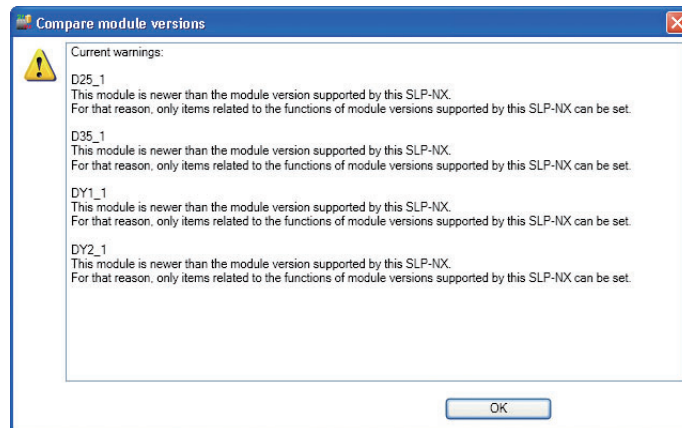 Compare module versions
Current warnings:
D25_1
This module is newer than the module version supported by this SLP-NX.
For that reason, only items related to the functions of module versions supported by this SLP-NX can be set.
D35_1
This module is newer than the module version supported by this SLP-NX.
For that reason, only items related to the functions of module versions supported by this SLP-NX can be set.
DY1_1
This module is newer than the module version supported by this SLP-NX.
For that reason, only items related to the functions of module versions supported by this SLP-NX can be set.
DY2_1
This module is newer than the module version supported by this SLP-NX.
For that reason, only items related to the functions of module versions supported by this SLP-NX can be set.
OK